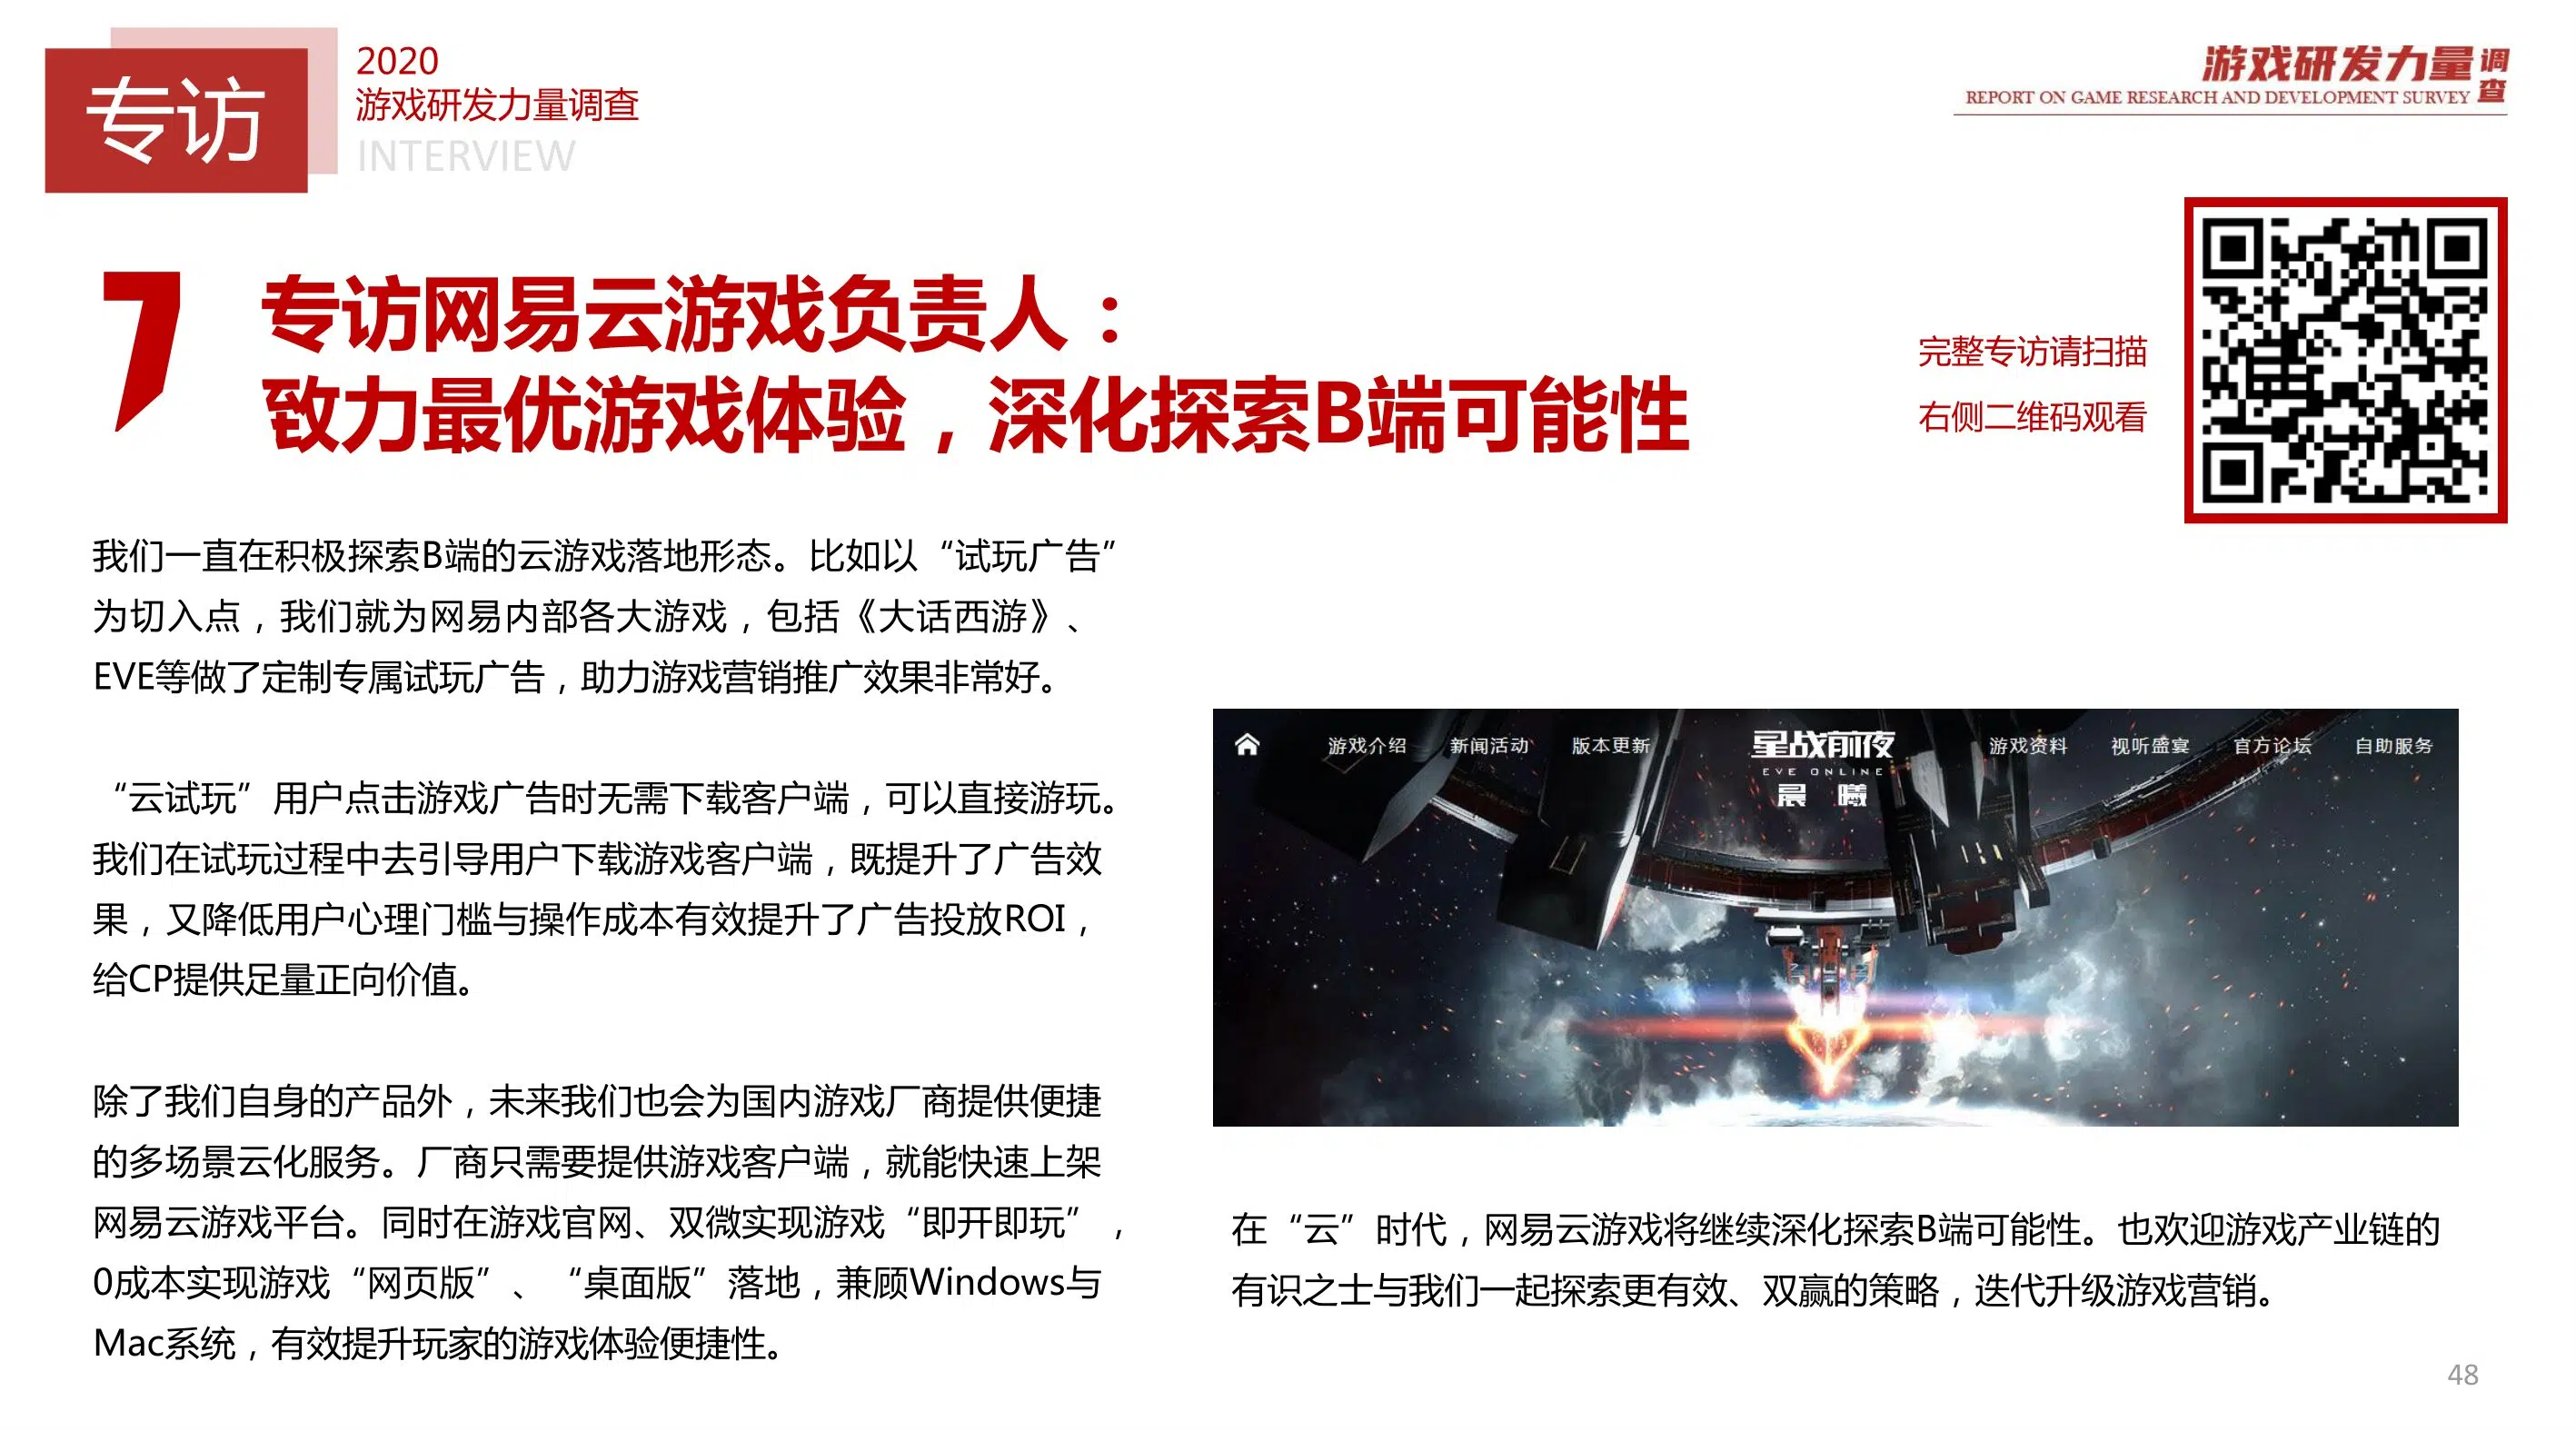 专访
2020
游戏研发力量调查
INTERVIEW
游戏研发力量调查
REPORT ON GAME RESEARCH AND DEVELOPMENT SURVEY
7
专访网易云游戏负责人：
致力最优游戏体验，深化探索B端可能性
完整专访请扫描
右侧二维码观看
我们一直在积极探索B端的云游戏落地形态。比如以“试玩广告”
为切入点，我们就为网易内部各大游戏，包括《大话西游》、
EVE等做了定制专属试玩广告，助力游戏营销推广效果非常好。
“云试玩”用户点击游戏广告时无需下载客户端，可以直接游玩。
我们在试玩过程中去引导用户下载游戏客户端，既提升了广告效
果，又降低用户心理门槛与操作成本有效提升了广告投放ROI，
给CP提供足量正向价值。
除了我们自身的产品外，未来我们也会为国内游戏厂商提供便捷
的多场景云化服务。厂商只需要提供游戏客户端，就能快速上架
网易云游戏平台。同时在游戏官网、双微实现游戏“即开即玩”，
0成本实现游戏“网页版”、“桌面版”落地，兼顾Windows与
Mac系统，有效提升玩家的游戏体验便捷性。
游戏介绍 新闻活动 版本更新 星战前夜 游戏资料 视听盛宴 官方论坛 自助服务
EVE ONLINE
晨曦
在“云”时代，网易云游戏将继续深化探索B端可能性。也欢迎游戏产业链的
有识之士与我们一起探索更有效、双赢的策略，迭代升级游戏营销。
48